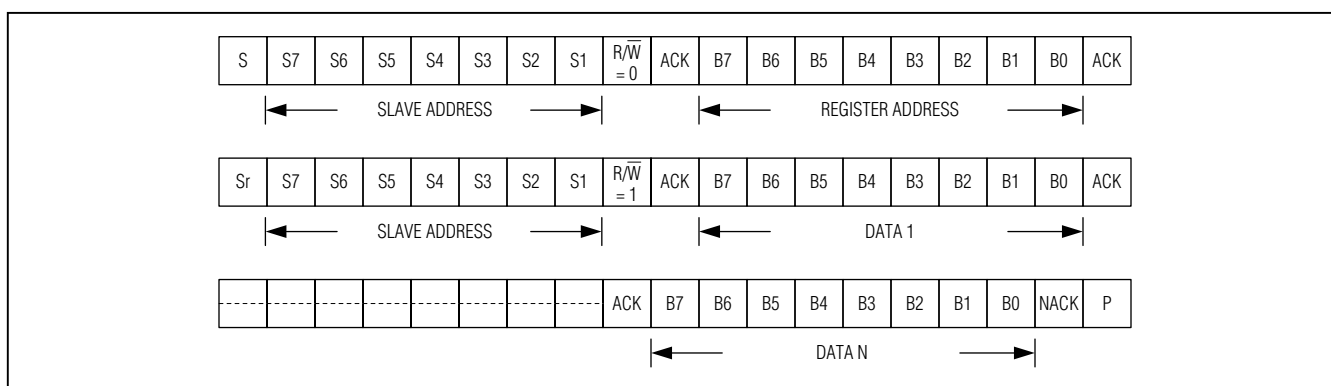 S S7 S6 S5 S4 S3 S2 S1 R/W̅ = 0 ACK B7 B6 B5 B4 B3 B2 B1 B0 ACK
SLAVE ADDRESS REGISTER ADDRESS
Sr S7 S6 S5 S4 S3 S2 S1 R/W̅ = 1 ACK B7 B6 B5 B4 B3 B2 B1 B0 ACK
SLAVE ADDRESS DATA 1
ACK B7 B6 B5 B4 B3 B2 B1 B0 NACK P
DATA N